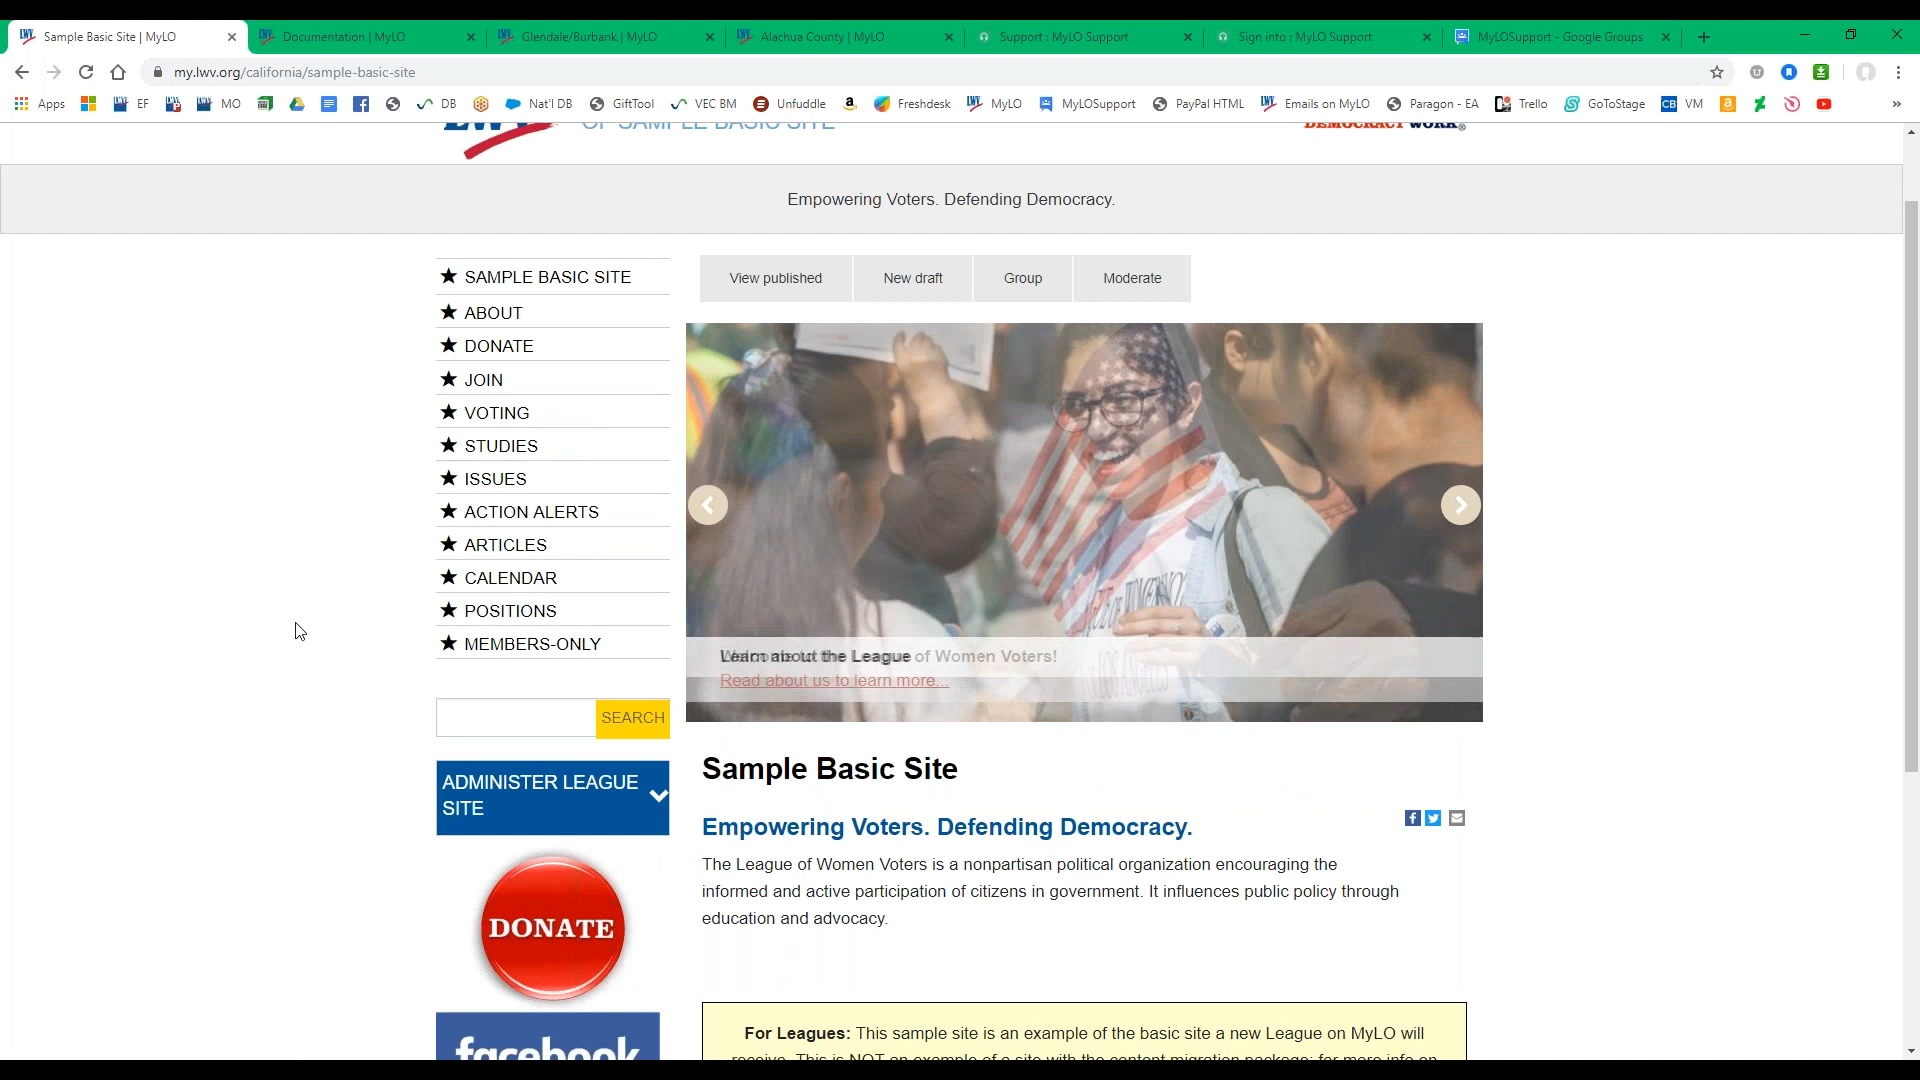 Sample Basic Site | MyLO
Documentation | MyLO
Glendale/Burbank | MyLO
Alachua County | MyLO
Support : MyLO Support
Sign into : MyLO Support
MyLOSupport - Google Groups
my.lwv.org/california/sample-basic-site
Apps EF MO DB Nat'l DB GiftTool VEC BM Unfuddle Freshdesk MyLO MyLOSupport PayPal HTML Emails on MyLO Paragon - EA Trello GoToStage CB VM
LWV OF SAMPLE BASIC SITE
DEMOCRACY WORK®
Empowering Voters. Defending Democracy.
★ SAMPLE BASIC SITE
★ ABOUT
★ DONATE
★ JOIN
★ VOTING
★ STUDIES
★ ISSUES
★ ACTION ALERTS
★ ARTICLES
★ CALENDAR
★ POSITIONS
★ MEMBERS-ONLY
SEARCH
ADMINISTER LEAGUE
SITE
DONATE
facebook
View published
New draft
Group
Moderate
Learn about the League of Women Voters!
Read about us to learn more...
Sample Basic Site
Empowering Voters. Defending Democracy.
The League of Women Voters is a nonpartisan political organization encouraging the
informed and active participation of citizens in government. It influences public policy through
education and advocacy.
For Leagues: This sample site is an example of the basic site a new League on MyLO will
receive. This is NOT an example of a site with the content migration package; for more info on